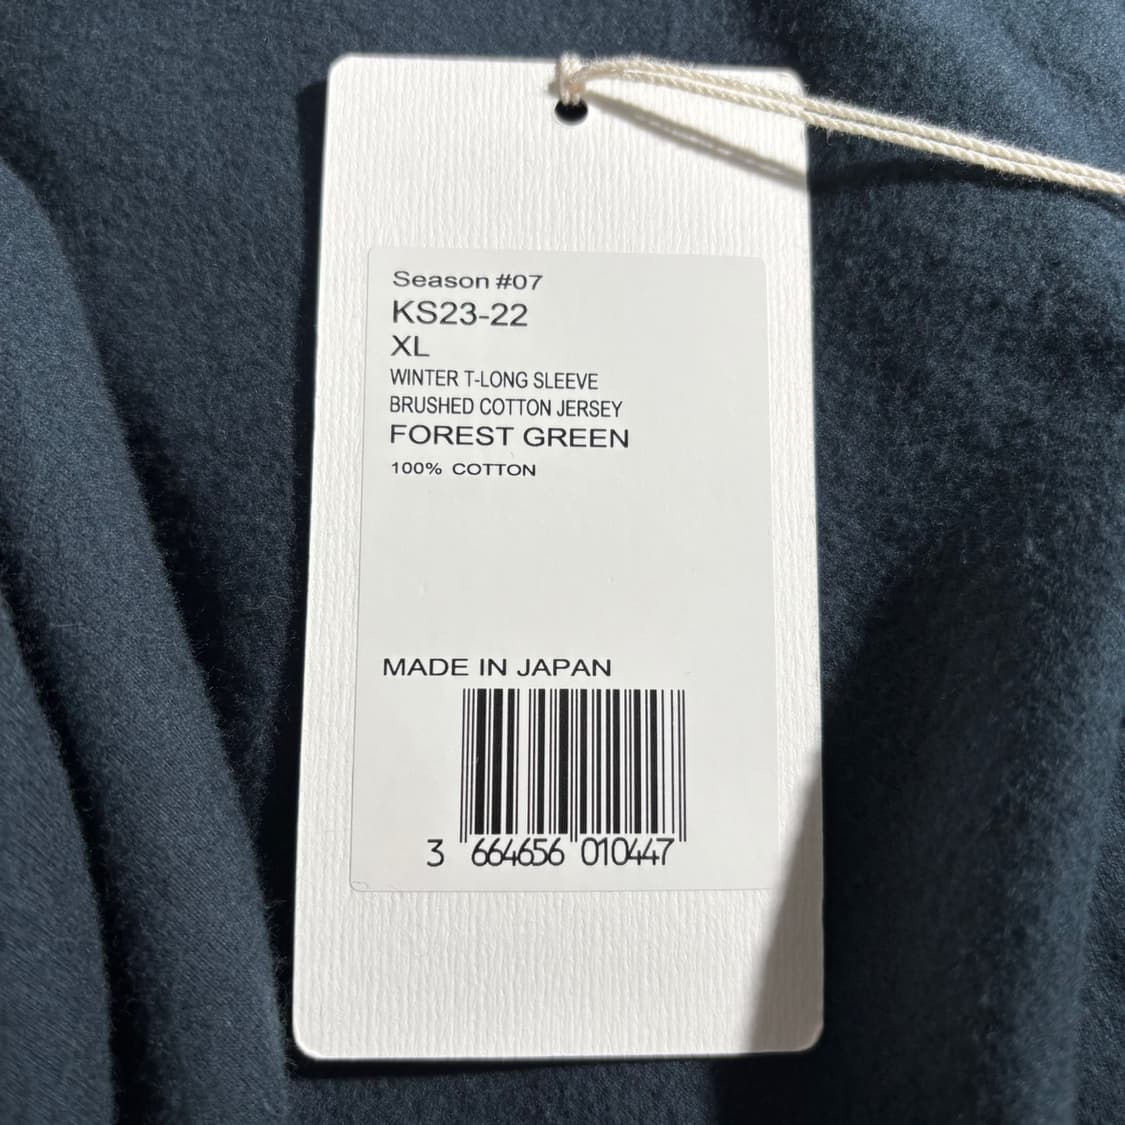 Season #07
KS23-22
XL
WINTER T-LONG SLEEVE
BRUSHED COTTON JERSEY
FOREST GREEN
100% COTTON
MADE IN JAPAN
3 664656 010447